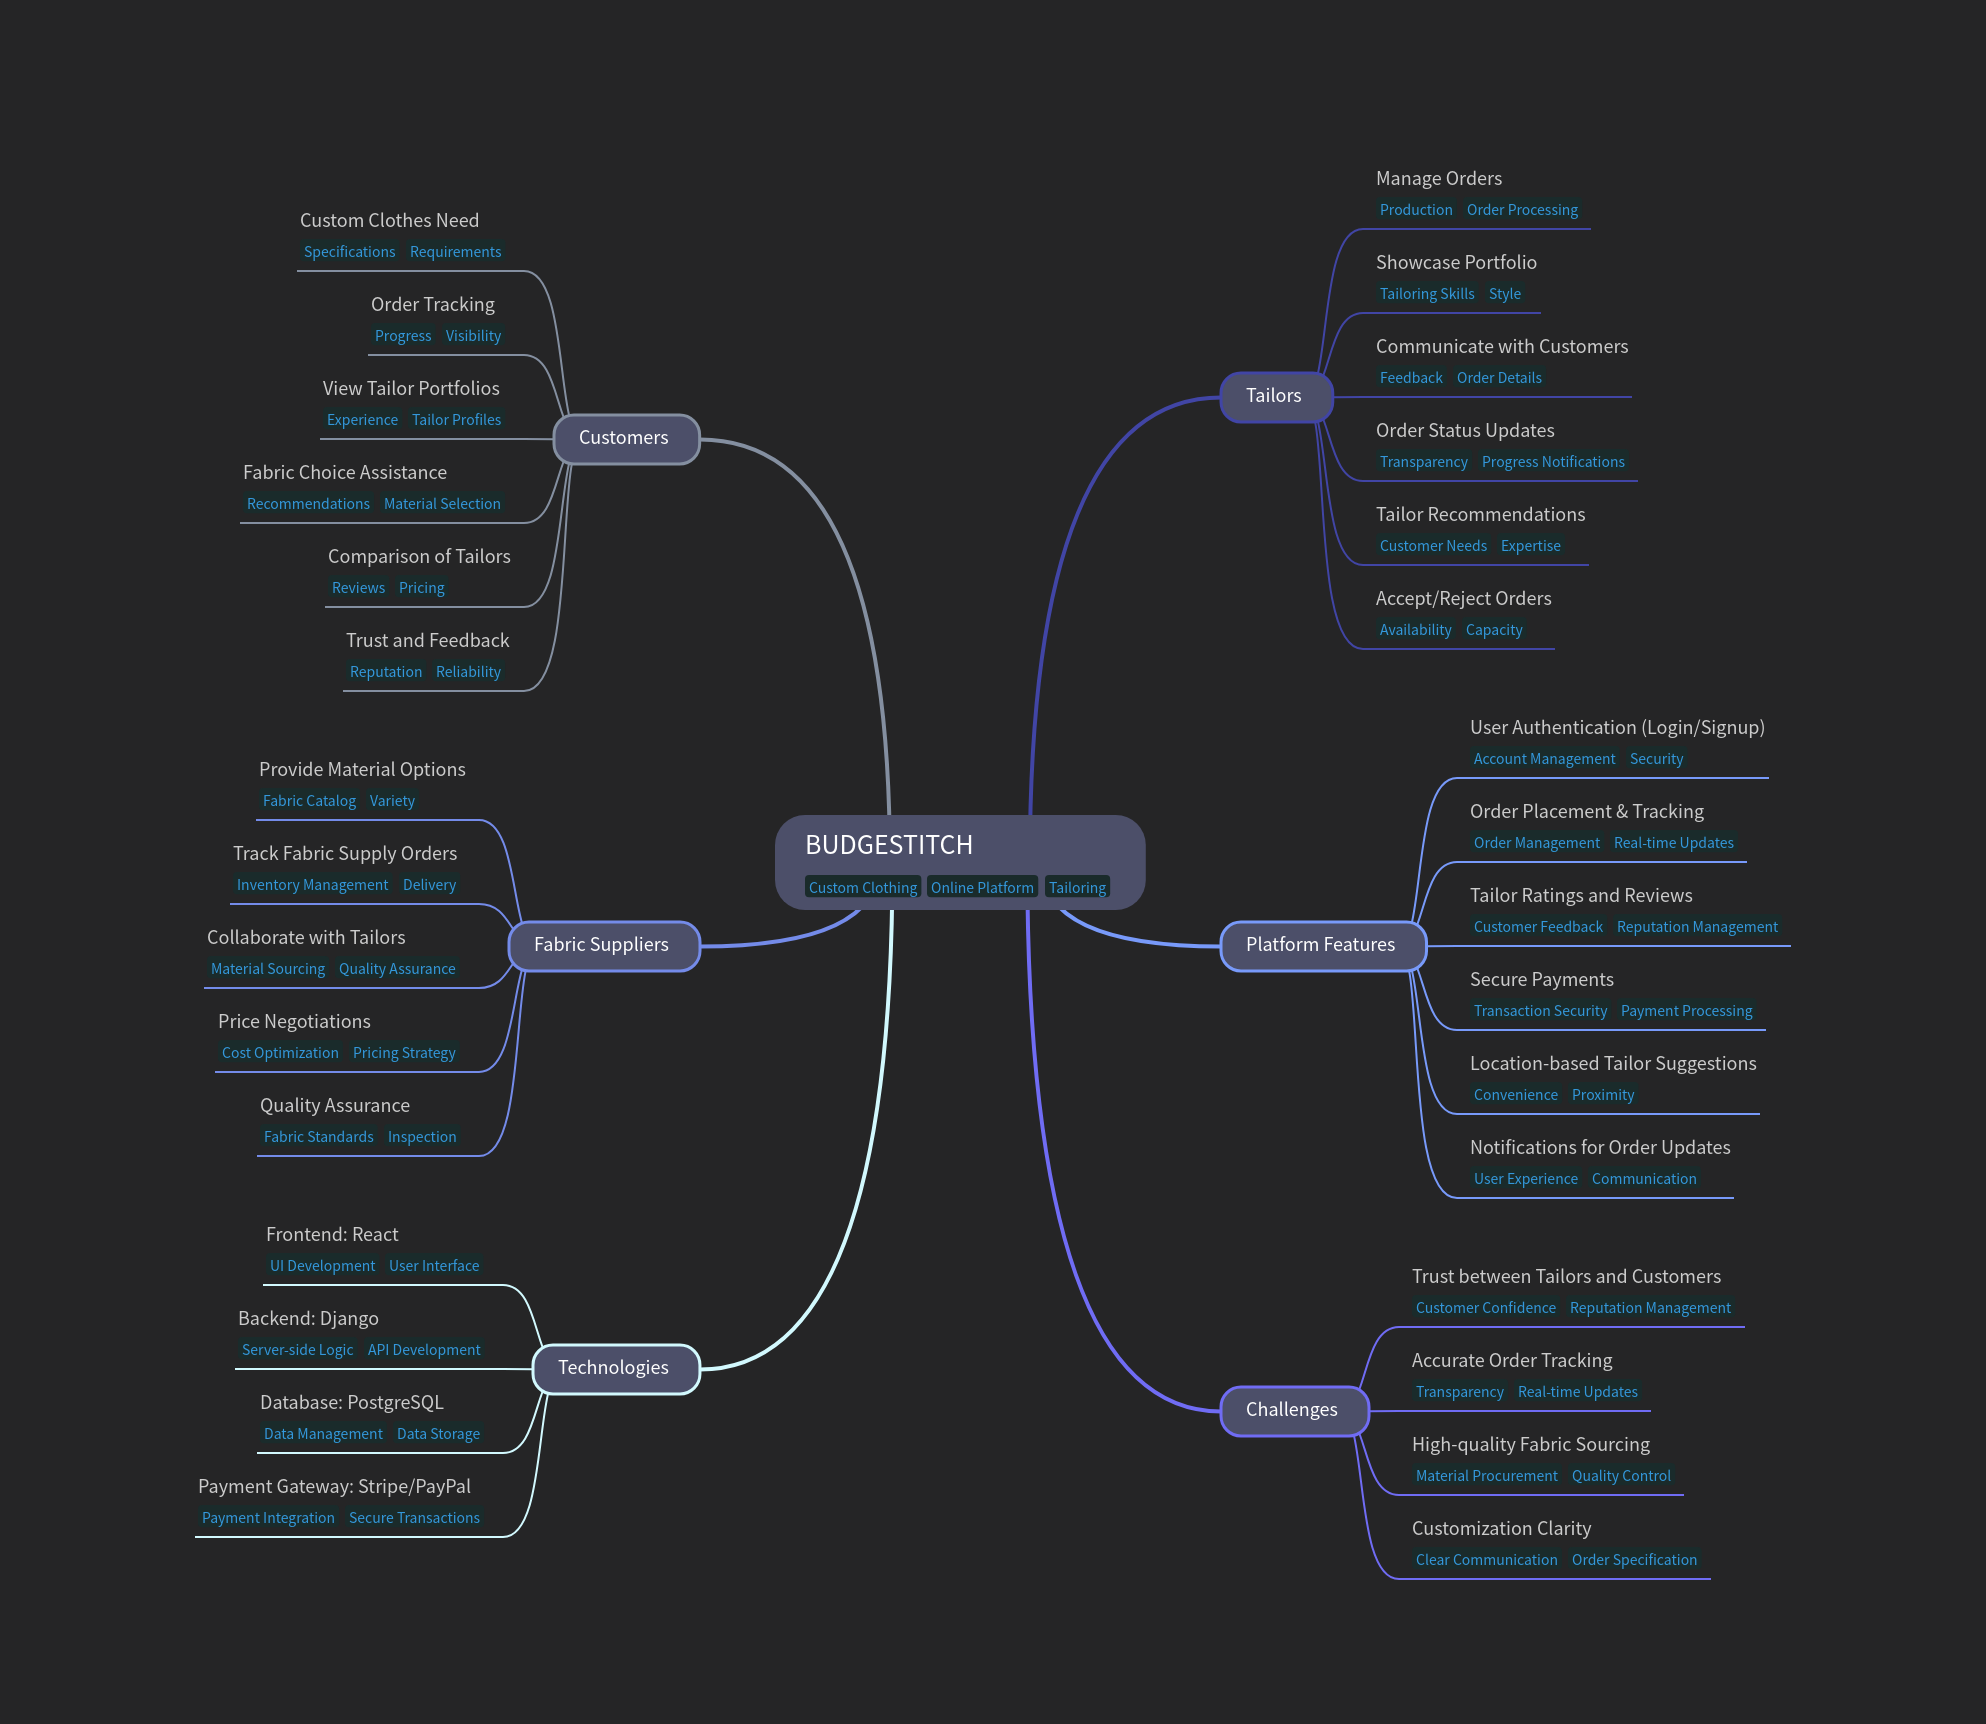 BUDGESTITCH
Custom Clothing Online Platform Tailoring
Customers
Custom Clothes Need
Specifications Requirements
Order Tracking
Progress Visibility
View Tailor Portfolios
Experience Tailor Profiles
Fabric Choice Assistance
Recommendations Material Selection
Comparison of Tailors
Reviews Pricing
Trust and Feedback
Reputation Reliability
Fabric Suppliers
Provide Material Options
Fabric Catalog Variety
Track Fabric Supply Orders
Inventory Management Delivery
Collaborate with Tailors
Material Sourcing Quality Assurance
Price Negotiations
Cost Optimization Pricing Strategy
Quality Assurance
Fabric Standards Inspection
Technologies
Frontend: React
UI Development User Interface
Backend: Django
Server-side Logic API Development
Database: PostgreSQL
Data Management Data Storage
Payment Gateway: Stripe/PayPal
Payment Integration Secure Transactions
Tailors
Manage Orders
Production Order Processing
Showcase Portfolio
Tailoring Skills Style
Communicate with Customers
Feedback Order Details
Order Status Updates
Transparency Progress Notifications
Tailor Recommendations
Customer Needs Expertise
Accept/Reject Orders
Availability Capacity
Platform Features
User Authentication (Login/Signup)
Account Management Security
Order Placement & Tracking
Order Management Real-time Updates
Tailor Ratings and Reviews
Customer Feedback Reputation Management
Secure Payments
Transaction Security Payment Processing
Location-based Tailor Suggestions
Convenience Proximity
Notifications for Order Updates
User Experience Communication
Challenges
Trust between Tailors and Customers
Customer Confidence Reputation Management
Accurate Order Tracking
Transparency Real-time Updates
High-quality Fabric Sourcing
Material Procurement Quality Control
Customization Clarity
Clear Communication Order Specification